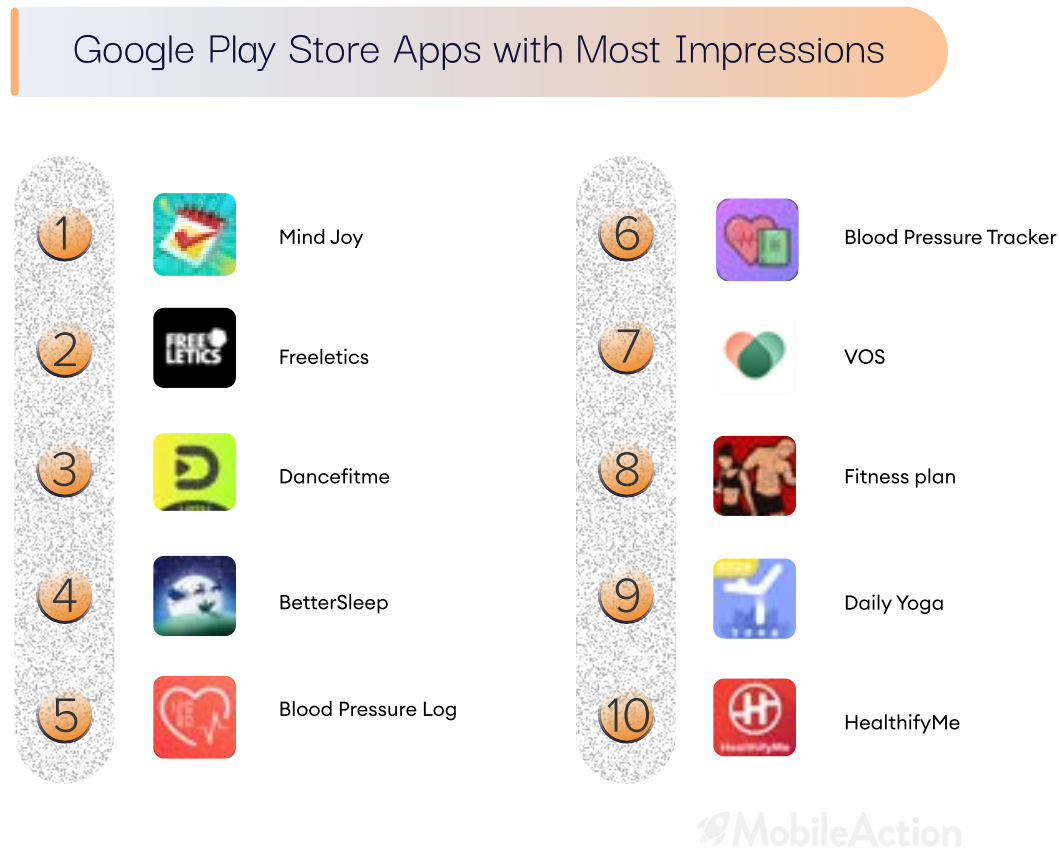 Google Play Store Apps with Most Impressions
1
Mind Joy
2
FREE
LETICS
Freeletics
3
D
Dancefitme
4
BetterSleep
5
Blood Pressure Log
6
Blood Pressure Tracker
7
VOS
8
Fitness plan
9
YOGA
Daily Yoga
10
HealthifyMe
HealthifyMe
MobileAction